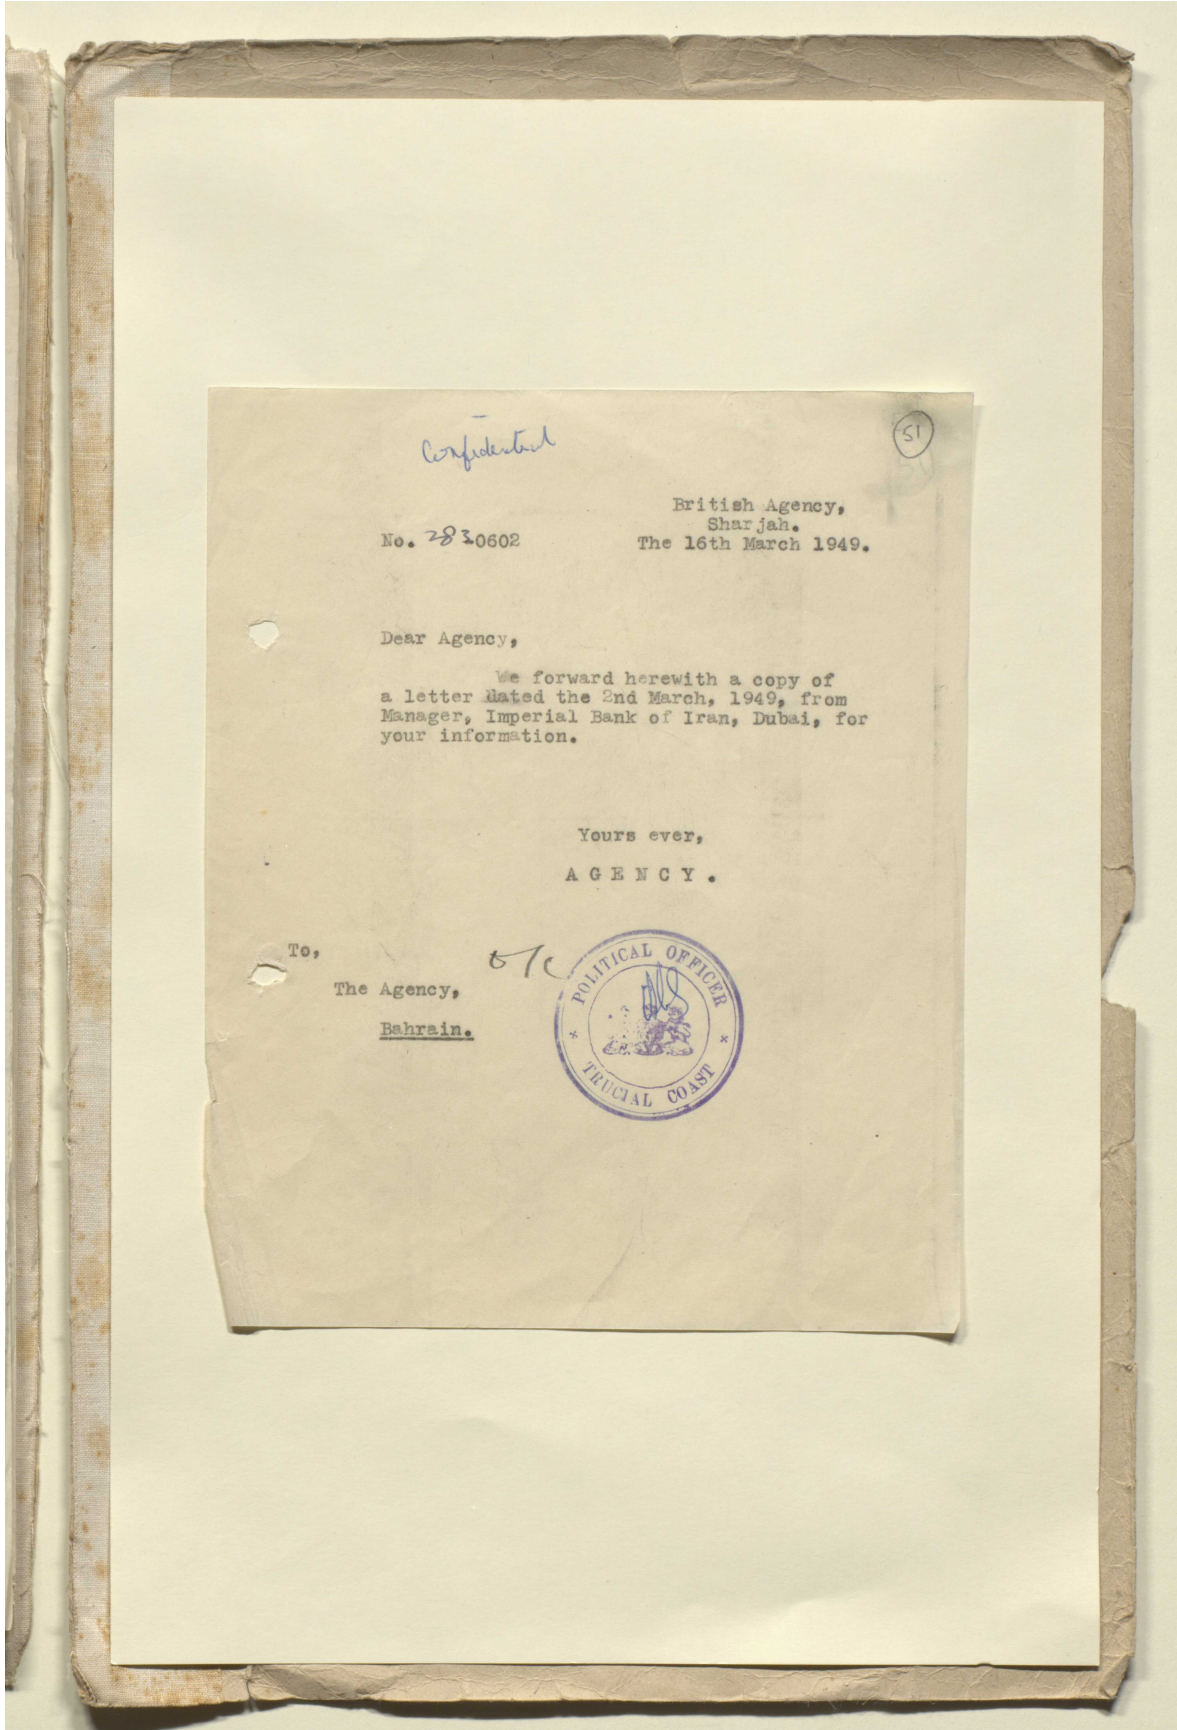 Confidential
51
British Agency,
Sharjah.
No. 283-0602
The 16th March 1949.
Dear Agency,
We forward herewith a copy of
a letter dated the 2nd March, 1949, from
Manager, Imperial Bank of Iran, Dubai, for
your information.
Yours ever,
AGENCY.
To,
The Agency,
Bahrain.
POLITICAL OFFICER
TRUCIAL COAST